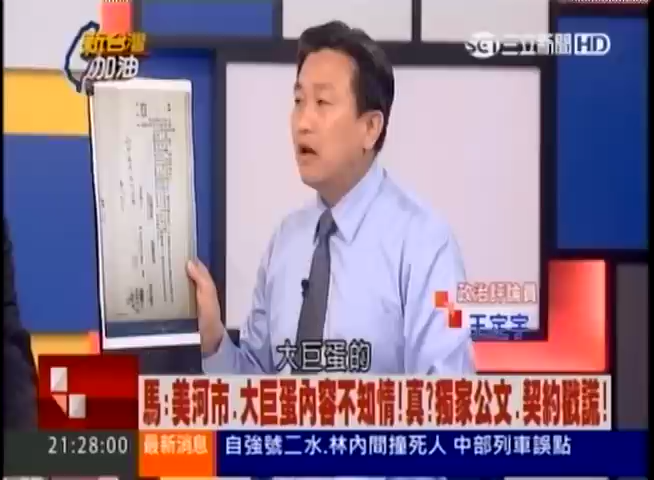 新台灣
加油
SET三立新聞HD
政治評論員
王定宇
大巨蛋的
馬:美河市.大巨蛋內容不知情!真?獨家公文.契約戳謊!
21:28:00
最新消息
自強號二水.林內間撞死人 中部列車誤點